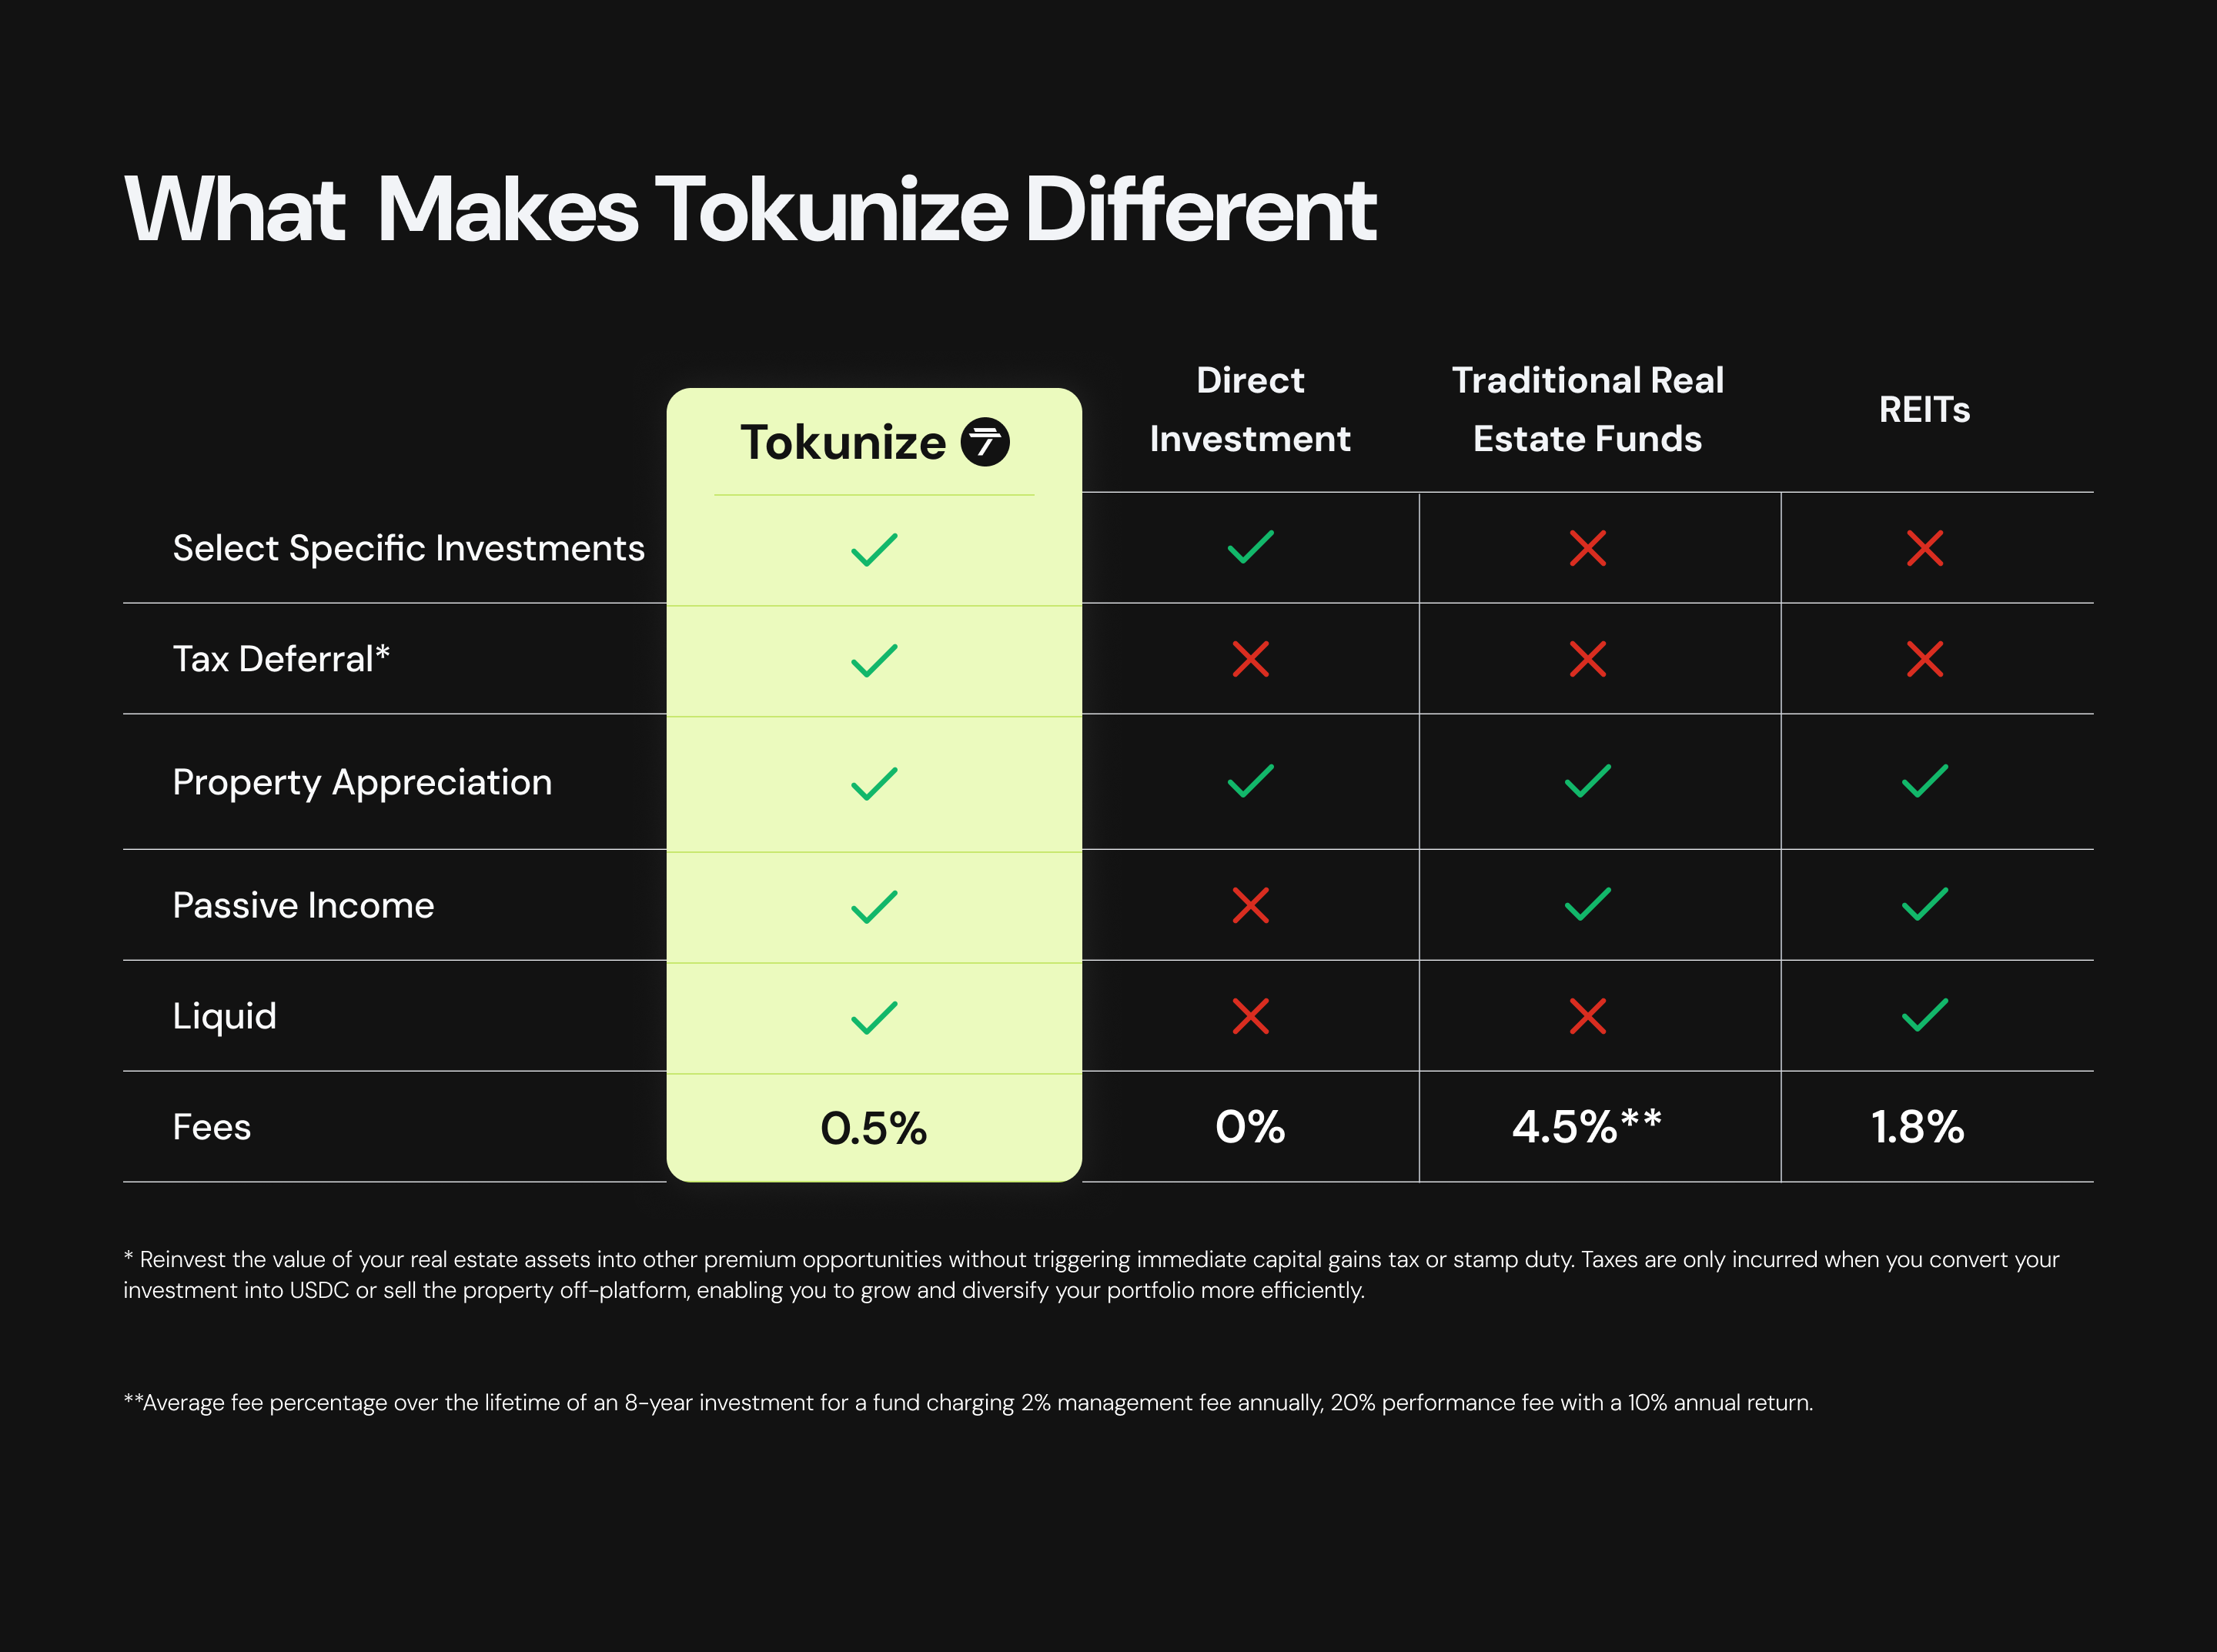 What Makes Tokunize Different
Tokunize
Direct
Investment
Traditional Real
Estate Funds
REITs
Select Specific Investments
Tax Deferral*
Property Appreciation
Passive Income
Liquid
Fees 0.5% 0% 4.5%** 1.8%
* Reinvest the value of your real estate assets into other premium opportunities without triggering immediate capital gains tax or stamp duty. Taxes are only incurred when you convert your
investment into USDC or sell the property off-platform, enabling you to grow and diversify your portfolio more efficiently.
**Average fee percentage over the lifetime of an 8-year investment for a fund charging 2% management fee annually, 20% performance fee with a 10% annual return.